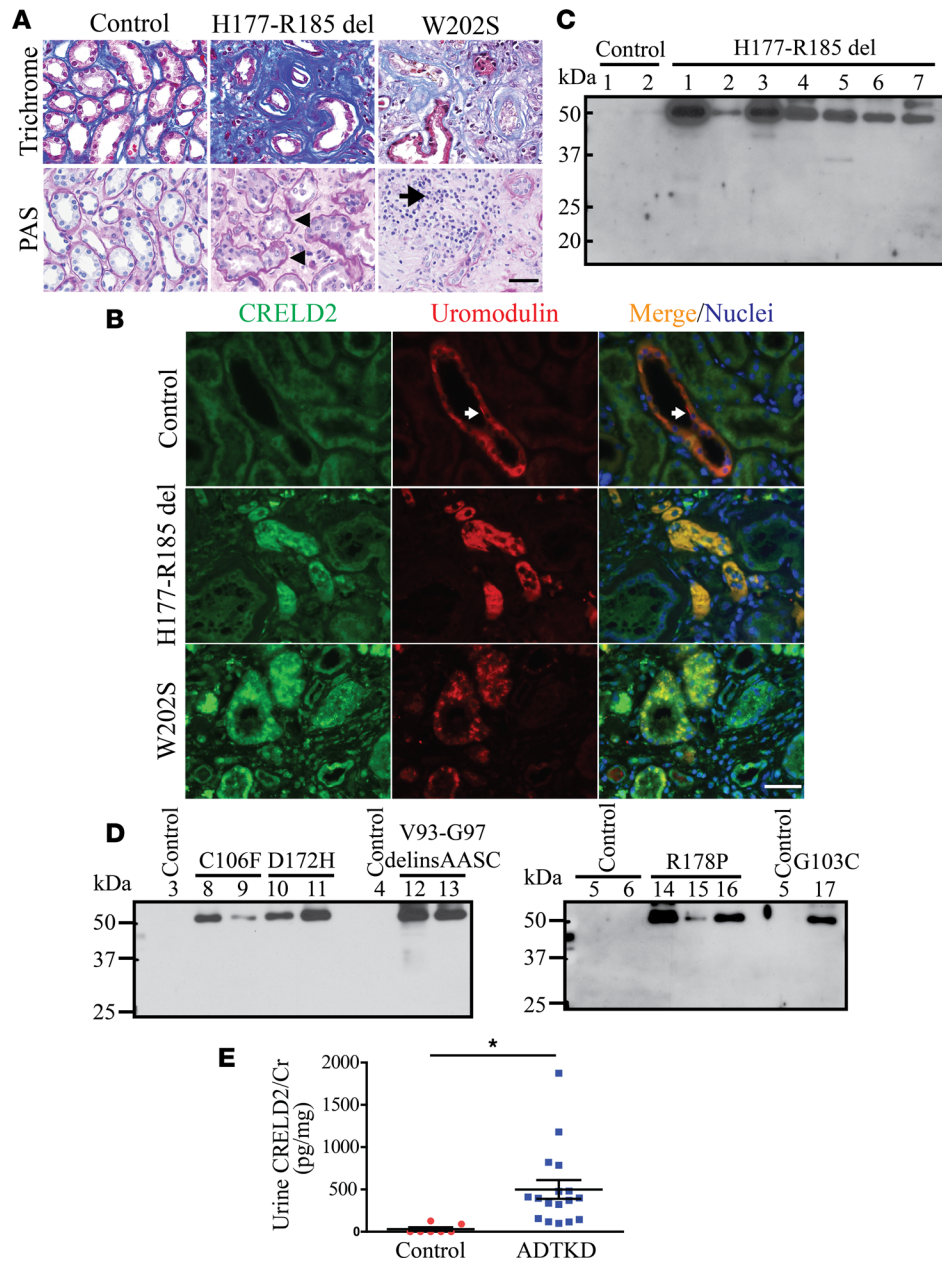 A
Control H177-R185 del W202S
Trichrome
PAS
C
Control H177-R185 del
kDa 1 2 1 2 3 4 5 6 7
50
37
25
20
B
CRELD2 Uromodulin Merge/Nuclei
Control
H177-R185 del
W202S
D
Control C106F D172H Control V93-G97 delinsAASC
kDa 3 8 9 10 11 4 12 13
50
37
25
Control R178P Control G103C
kDa 5 6 14 15 16 5 17
50
37
25
E
*
Urine CRELD2/Cr
(pg/mg)
2000
1500
1000
500
0
Control ADTKD